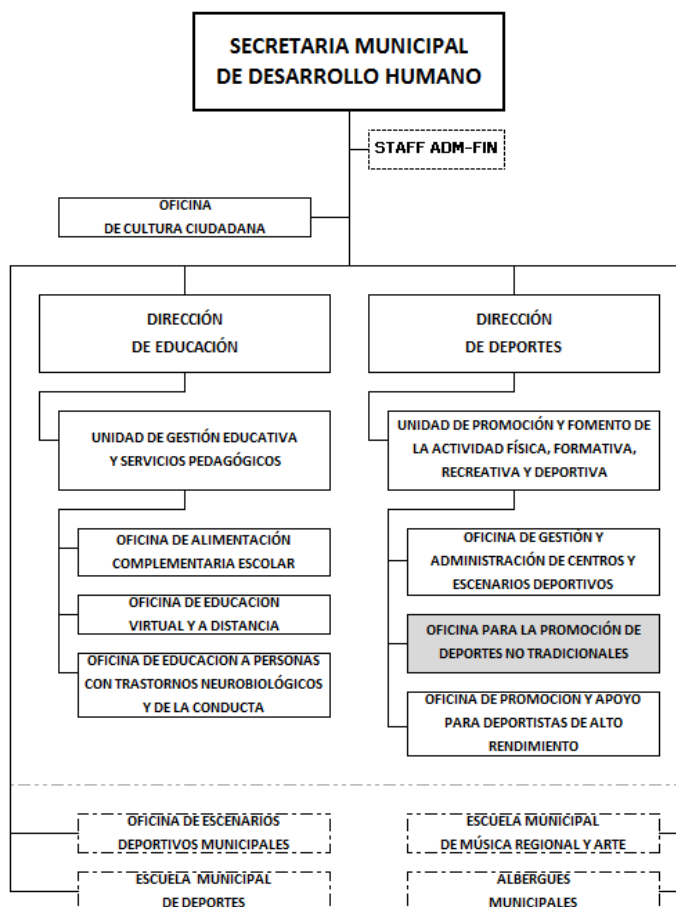 SECRETARIA MUNICIPAL
DE DESARROLLO HUMANO
STAFF ADM-FIN
OFICINA
DE CULTURA CIUDADANA
DIRECCIÓN
DE EDUCACIÓN
UNIDAD DE GESTIÓN EDUCATIVA
Y SERVICIOS PEDAGÓGICOS
OFICINA DE ALIMENTACIÓN
COMPLEMENTARIA ESCOLAR
OFICINA DE EDUCACION
VIRTUAL Y A DISTANCIA
OFICINA DE EDUCACION A PERSONAS
CON TRASTORNOS NEUROBIOLÓGICOS
Y DE LA CONDUCTA
DIRECCIÓN
DE DEPORTES
UNIDAD DE PROMOCIÓN Y FOMENTO DE
LA ACTIVIDAD FÍSICA, FORMATIVA,
RECREATIVA Y DEPORTIVA
OFICINA DE GESTIÓN Y
ADMINISTRACIÓN DE CENTROS Y
ESCENARIOS DEPORTIVOS
OFICINA PARA LA PROMOCIÓN DE
DEPORTES NO TRADICIONALES
OFICINA DE PROMOCION Y APOYO
PARA DEPORTISTAS DE ALTO
RENDIMIENTO
OFICINA DE ESCENARIOS
DEPORTIVOS MUNICIPALES
ESCUELA MUNICIPAL
DE MÚSICA REGIONAL Y ARTE
ESCUELA MUNICIPAL
DE DEPORTES
ALBERGUES
MUNICIPALES